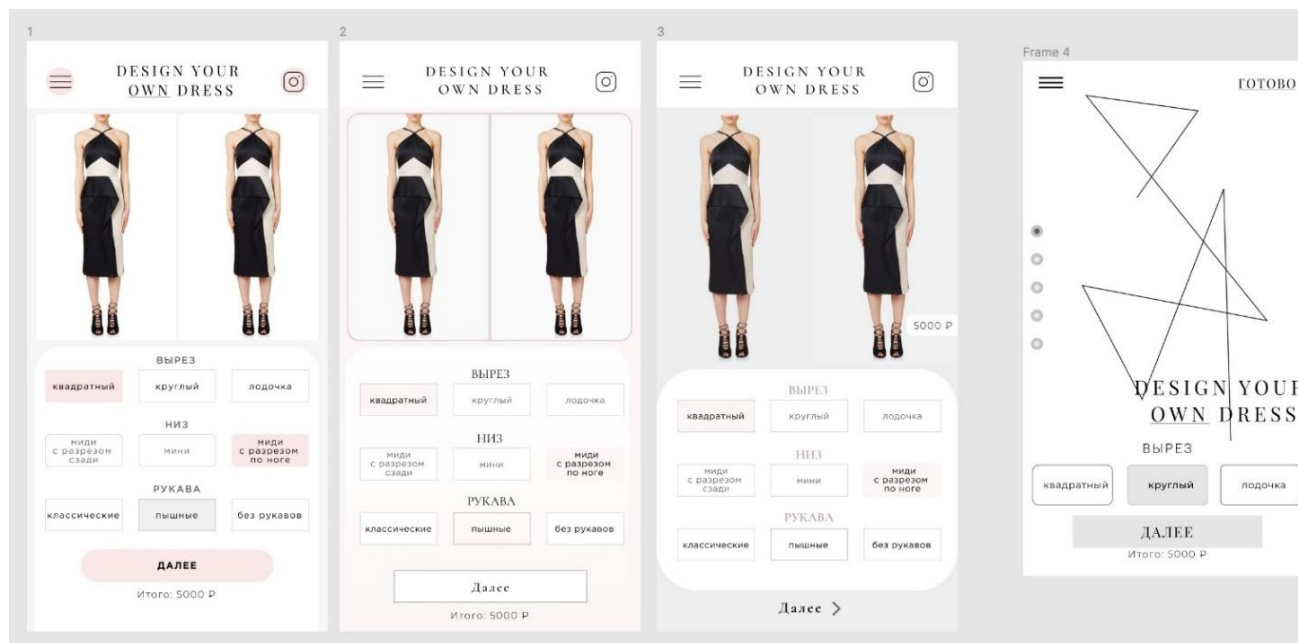 1
DESIGN YOUR
OWN DRESS
ВЫРЕЗ
квадратный
круглый
лодочка
НИЗ
миди
с разрезом
сзади
мини
миди
с разрезом
по ноге
РУКАВА
классические
пышные
без рукавов
ДАЛЕЕ
Итого: 5000 ₽
2
DESIGN YOUR
OWN DRESS
ВЫРЕЗ
квадратный
круглый
лодочка
НИЗ
миди
с разрезом
сзади
мини
миди
с разрезом
по ноге
РУКАВА
классические
пышные
без рукавов
Далее
Итого: 5000 ₽
3
DESIGN YOUR
OWN DRESS
5000 ₽
ВЫРЕЗ
квадратный
круглый
лодочка
НИЗ
миди
с разрезом
сзади
мини
миди
с разрезом
по ноге
РУКАВА
классические
пышные
без рукавов
Далее
Frame 4
ГОТОВО
DESIGN YOUR
OWN DRESS
ВЫРЕЗ
квадратный
круглый
лодочка
ДАЛЕЕ
Итого: 5000 ₽